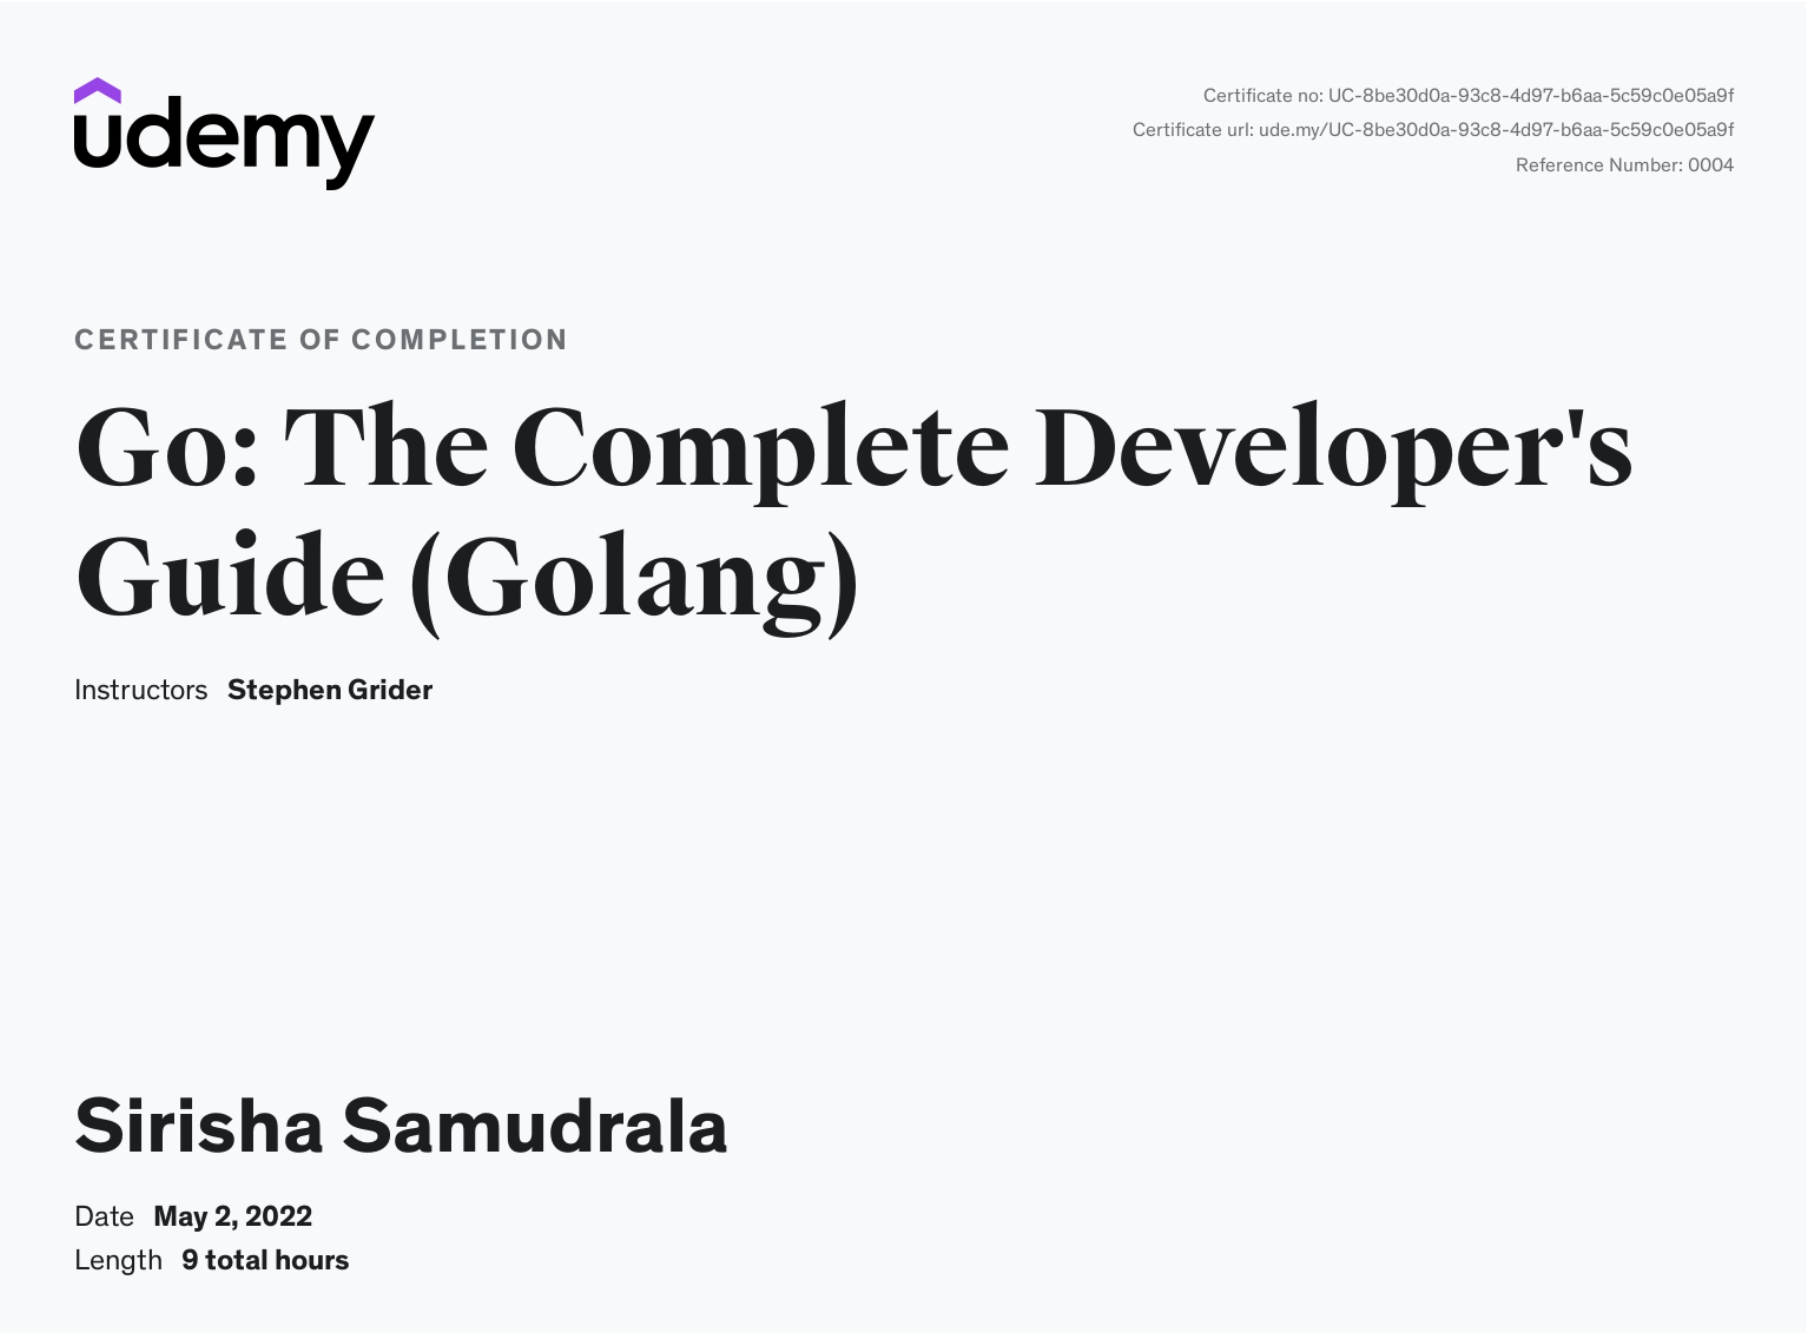 udemy
Certificate no: UC-8be30d0a-93c8-4d97-b6aa-5c59c0e05a9f
Certificate url: ude.my/UC-8be30d0a-93c8-4d97-b6aa-5c59c0e05a9f
Reference Number: 0004
CERTIFICATE OF COMPLETION
Go: The Complete Developer's
Guide (Golang)
Instructors Stephen Grider
Sirisha Samudrala
Date May 2, 2022
Length 9 total hours